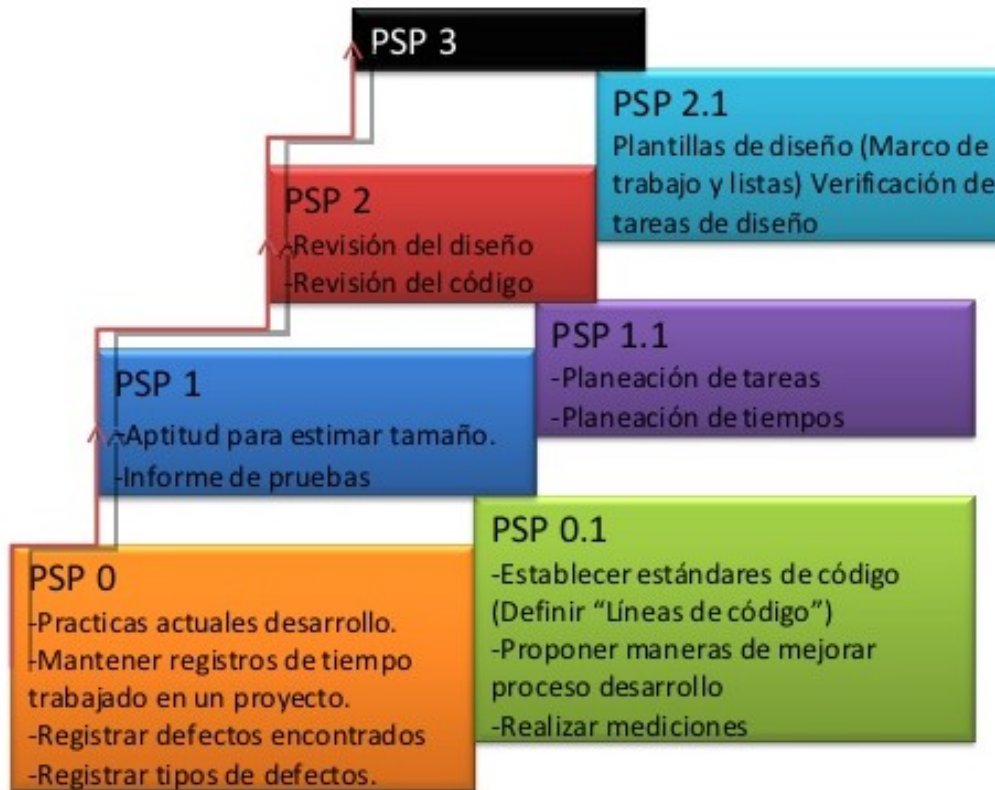 PSP 3
PSP 2.1
Plantillas de diseño (Marco de
trabajo y listas) Verificación de
tareas de diseño
PSP 2
-Revisión del diseño
-Revisión del código
PSP 1.1
-Planeación de tareas
-Planeación de tiempos
PSP 1
-Aptitud para estimar tamaño.
-Informe de pruebas
PSP 0.1
-Establecer estándares de código
(Definir “Líneas de código”)
-Proponer maneras de mejorar
proceso desarrollo
-Realizar mediciones
PSP 0
-Practicas actuales desarrollo.
-Mantener registros de tiempo
trabajado en un proyecto.
-Registrar defectos encontrados
-Registrar tipos de defectos.